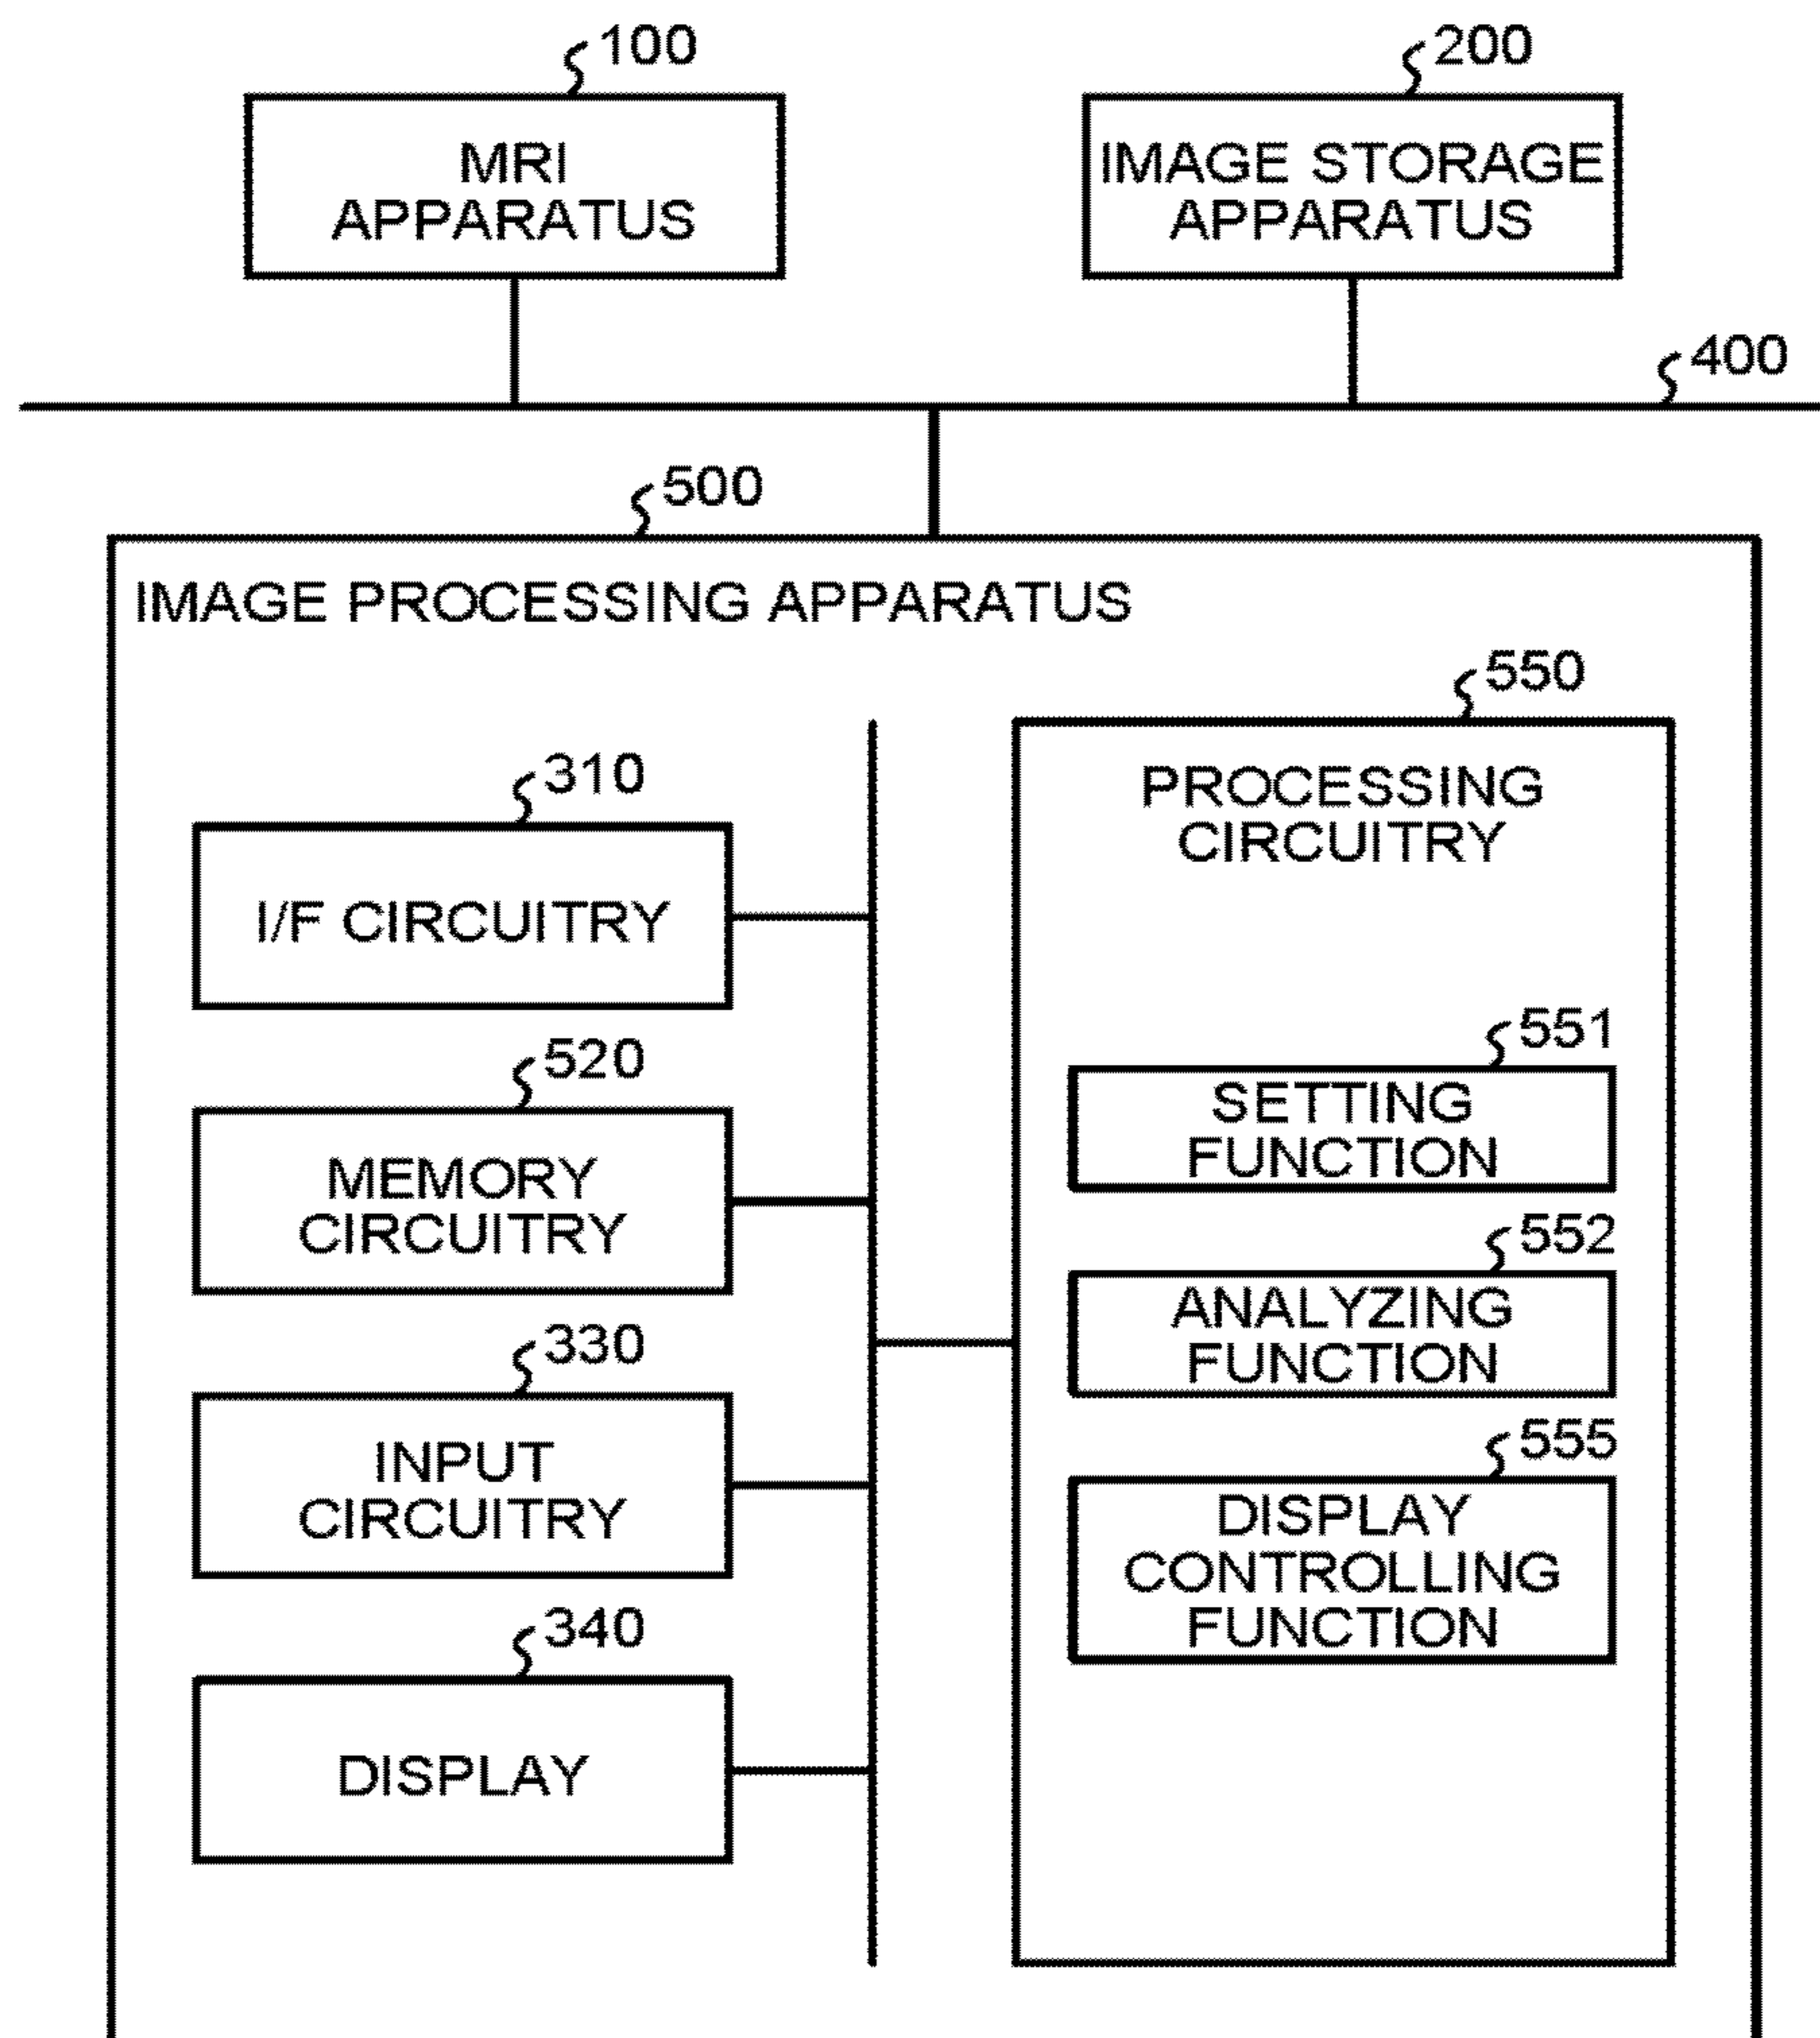 100
MRI
APPARATUS
200
IMAGE STORAGE
APPARATUS
400
500
IMAGE PROCESSING APPARATUS
310
I/F CIRCUITRY
520
MEMORY
CIRCUITRY
330
INPUT
CIRCUITRY
340
DISPLAY
550
PROCESSING
CIRCUITRY
551
SETTING
FUNCTION
552
ANALYZING
FUNCTION
555
DISPLAY
CONTROLLING
FUNCTION